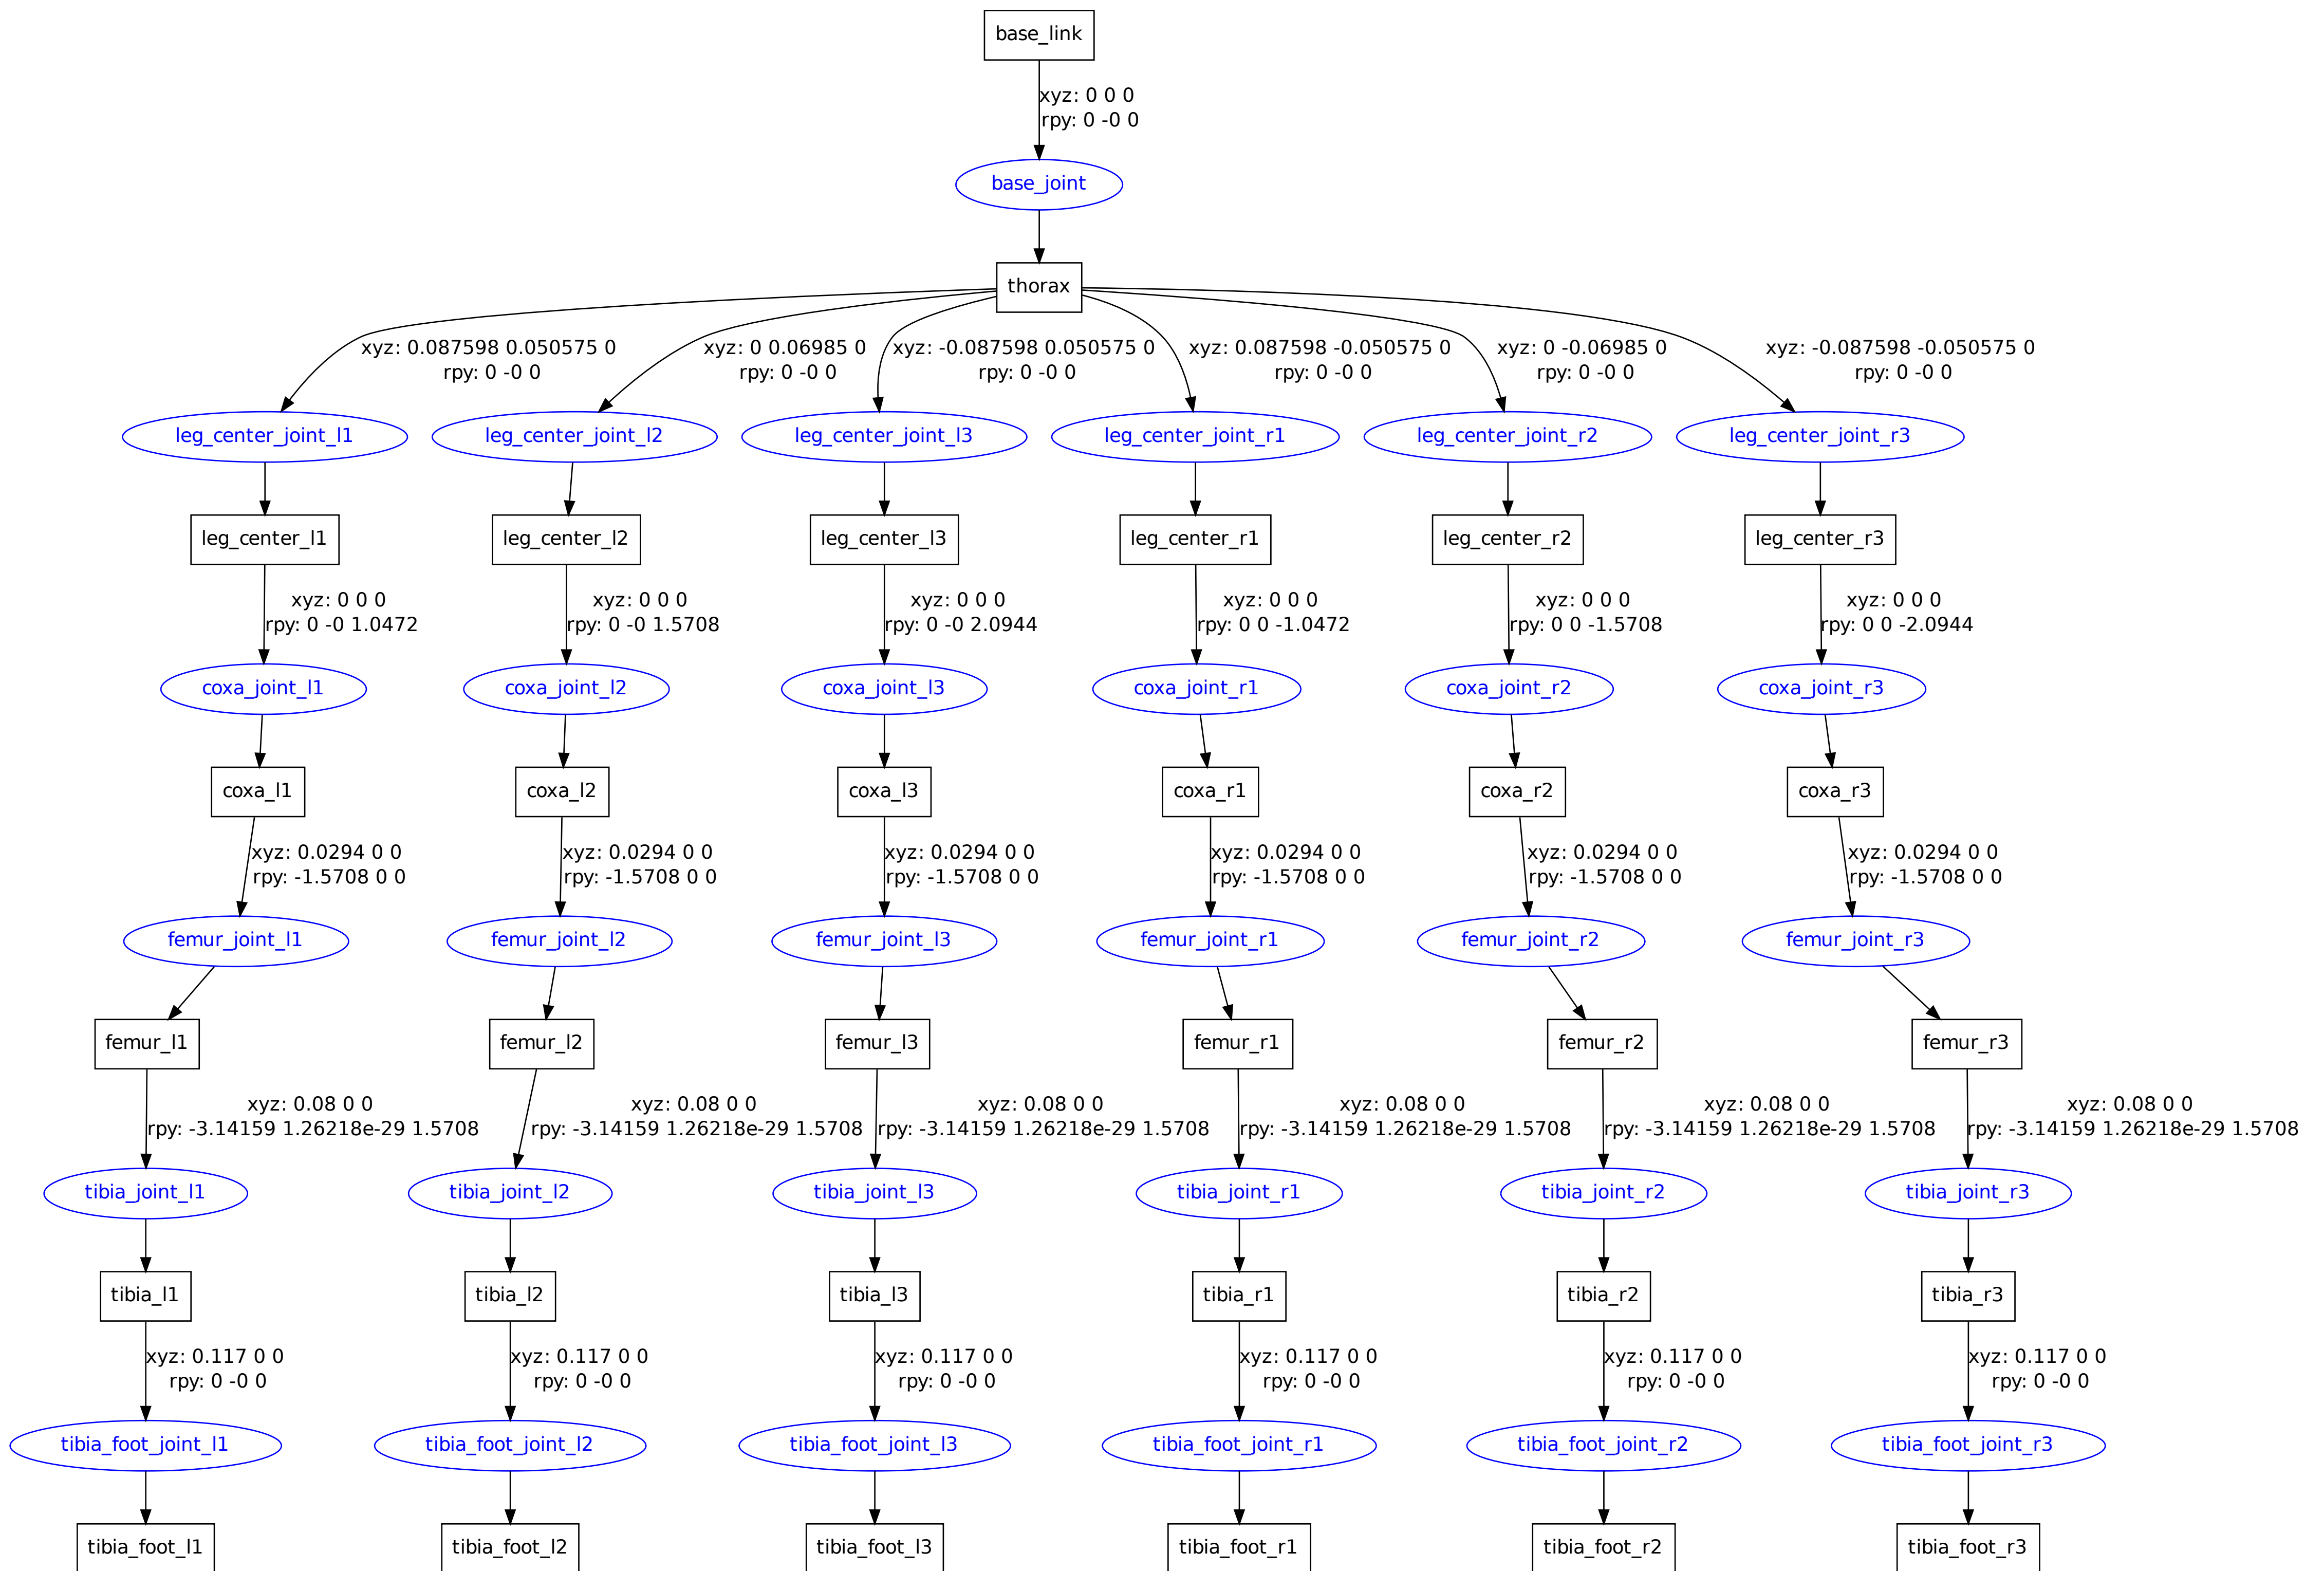 base_link
xyz: 0 0 0
rpy: 0 -0 0
base_joint
thorax
xyz: 0.087598 0.050575 0
rpy: 0 -0 0
xyz: 0 0.06985 0
rpy: 0 -0 0
xyz: -0.087598 0.050575 0
rpy: 0 -0 0
xyz: 0.087598 -0.050575 0
rpy: 0 -0 0
xyz: 0 -0.06985 0
rpy: 0 -0 0
xyz: -0.087598 -0.050575 0
rpy: 0 -0 0
leg_center_joint_l1
leg_center_joint_l2
leg_center_joint_l3
leg_center_joint_r1
leg_center_joint_r2
leg_center_joint_r3
leg_center_l1
leg_center_l2
leg_center_l3
leg_center_r1
leg_center_r2
leg_center_r3
xyz: 0 0 0
rpy: 0 -0 1.0472
xyz: 0 0 0
rpy: 0 -0 1.5708
xyz: 0 0 0
rpy: 0 -0 2.0944
xyz: 0 0 0
rpy: 0 0 -1.0472
xyz: 0 0 0
rpy: 0 0 -1.5708
xyz: 0 0 0
rpy: 0 0 -2.0944
coxa_joint_l1
coxa_joint_l2
coxa_joint_l3
coxa_joint_r1
coxa_joint_r2
coxa_joint_r3
coxa_l1
coxa_l2
coxa_l3
coxa_r1
coxa_r2
coxa_r3
xyz: 0.0294 0 0
rpy: -1.5708 0 0
xyz: 0.0294 0 0
rpy: -1.5708 0 0
xyz: 0.0294 0 0
rpy: -1.5708 0 0
xyz: 0.0294 0 0
rpy: -1.5708 0 0
xyz: 0.0294 0 0
rpy: -1.5708 0 0
xyz: 0.0294 0 0
rpy: -1.5708 0 0
femur_joint_l1
femur_joint_l2
femur_joint_l3
femur_joint_r1
femur_joint_r2
femur_joint_r3
femur_l1
femur_l2
femur_l3
femur_r1
femur_r2
femur_r3
xyz: 0.08 0 0
rpy: -3.14159 1.26218e-29 1.5708
xyz: 0.08 0 0
rpy: -3.14159 1.26218e-29 1.5708
xyz: 0.08 0 0
rpy: -3.14159 1.26218e-29 1.5708
xyz: 0.08 0 0
rpy: -3.14159 1.26218e-29 1.5708
xyz: 0.08 0 0
rpy: -3.14159 1.26218e-29 1.5708
xyz: 0.08 0 0
rpy: -3.14159 1.26218e-29 1.5708
tibia_joint_l1
tibia_joint_l2
tibia_joint_l3
tibia_joint_r1
tibia_joint_r2
tibia_joint_r3
tibia_l1
tibia_l2
tibia_l3
tibia_r1
tibia_r2
tibia_r3
xyz: 0.117 0 0
rpy: 0 -0 0
xyz: 0.117 0 0
rpy: 0 -0 0
xyz: 0.117 0 0
rpy: 0 -0 0
xyz: 0.117 0 0
rpy: 0 -0 0
xyz: 0.117 0 0
rpy: 0 -0 0
xyz: 0.117 0 0
rpy: 0 -0 0
tibia_foot_joint_l1
tibia_foot_joint_l2
tibia_foot_joint_l3
tibia_foot_joint_r1
tibia_foot_joint_r2
tibia_foot_joint_r3
tibia_foot_l1
tibia_foot_l2
tibia_foot_l3
tibia_foot_r1
tibia_foot_r2
tibia_foot_r3